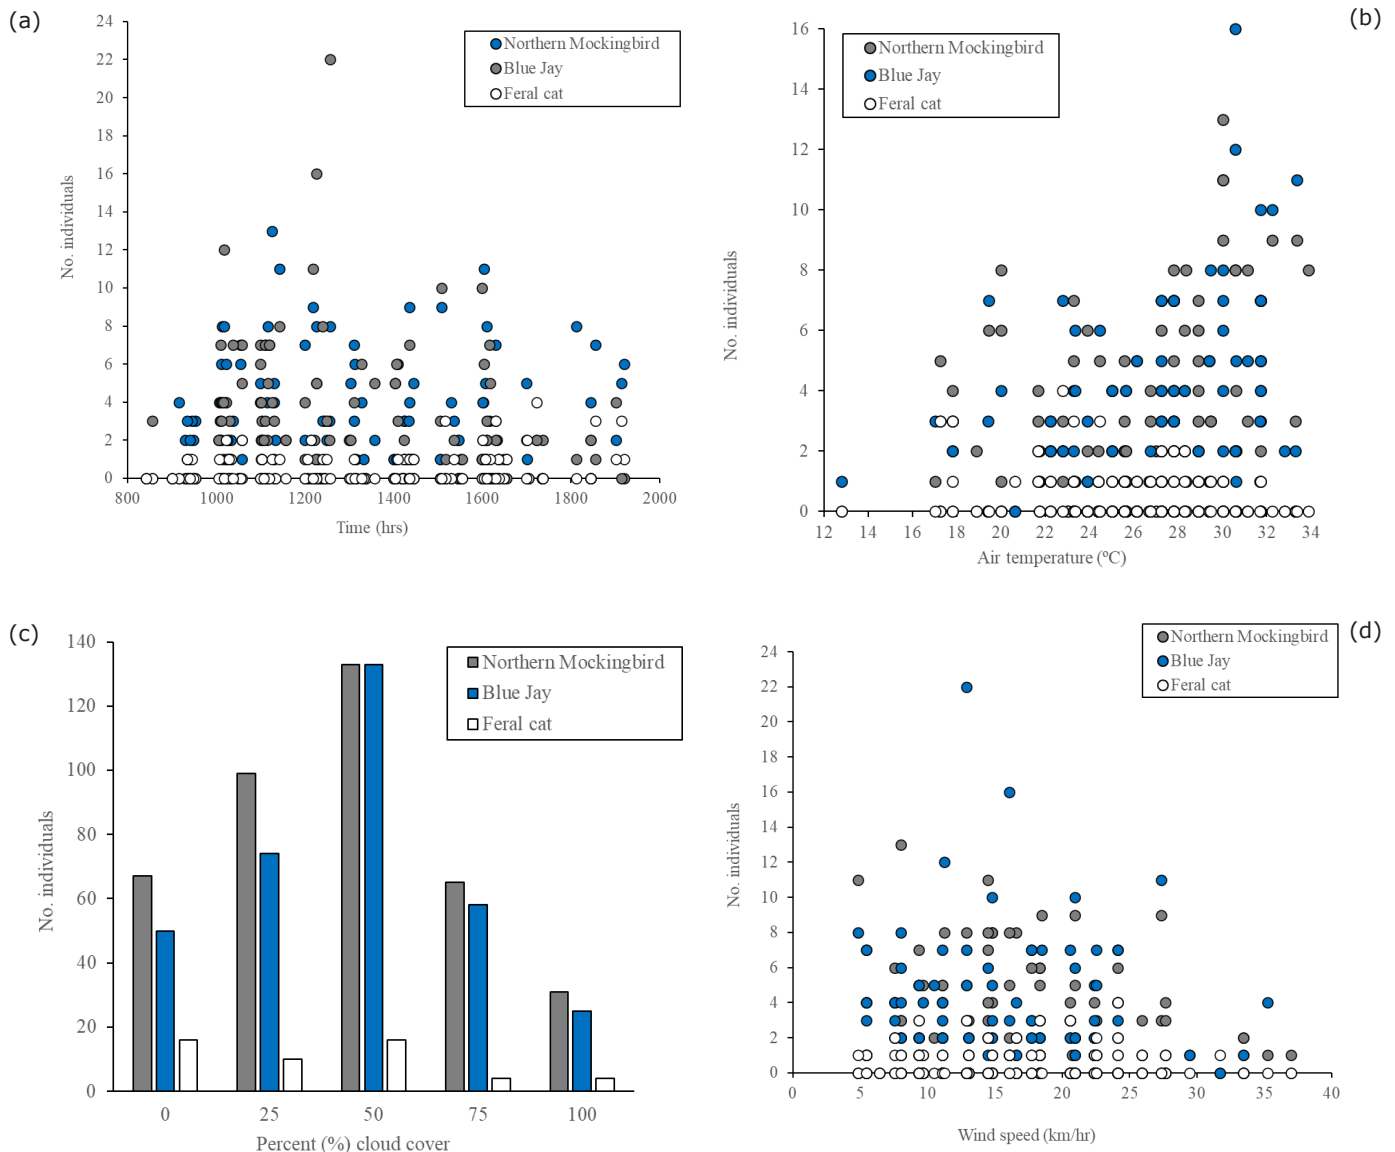 (a)
24
22
20
18
16
14
12
10
8
6
4
2
0
No. individuals
Northern Mockingbird
Blue Jay
Feral cat
800 1000 1200 1400 1600 1800 2000
Time (hrs)
(b)
16
14
12
10
8
6
4
2
0
No. individuals
Northern Mockingbird
Blue Jay
Feral cat
12 14 16 18 20 22 24 26 28 30 32 34
Air temperature (ºC)
(c)
140
120
100
80
60
40
20
0
No. individuals
Northern Mockingbird
Blue Jay
Feral cat
0 25 50 75 100
Percent (%) cloud cover
(d)
24
22
20
18
16
14
12
10
8
6
4
2
0
No. individuals
Northern Mockingbird
Blue Jay
Feral cat
0 5 10 15 20 25 30 35 40
Wind speed (km/hr)